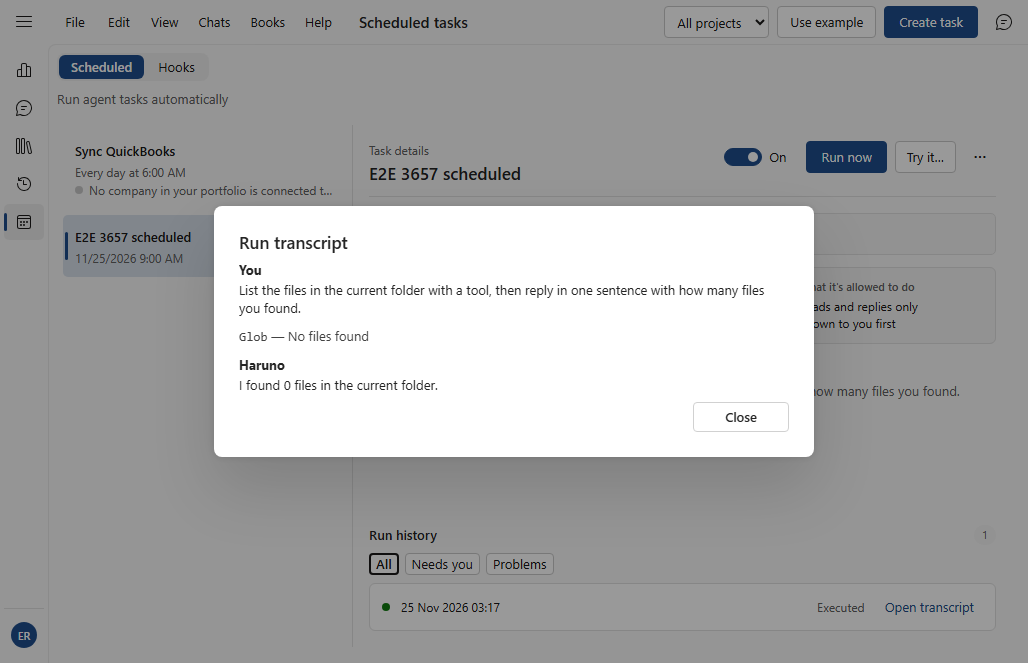 File Edit View Chats Books Help Scheduled tasks All projects Use example Create task
Scheduled Hooks
Run agent tasks automatically
Sync QuickBooks
Every day at 6:00 AM
No company in your portfolio is connected t...
E2E 3657 scheduled
11/25/2026 9:00 AM
Task details
E2E 3657 scheduled
On Run now Try it... ...
Run transcript
You
List the files in the current folder with a tool, then reply in one sentence with how many files
you found.
Glob — No files found
Haruno
I found 0 files in the current folder.
Close
it's allowed to do
and replies only
to you first
how many files you found.
Run history 1
All Needs you Problems
25 Nov 2026 03:17 Executed Open transcript
ER